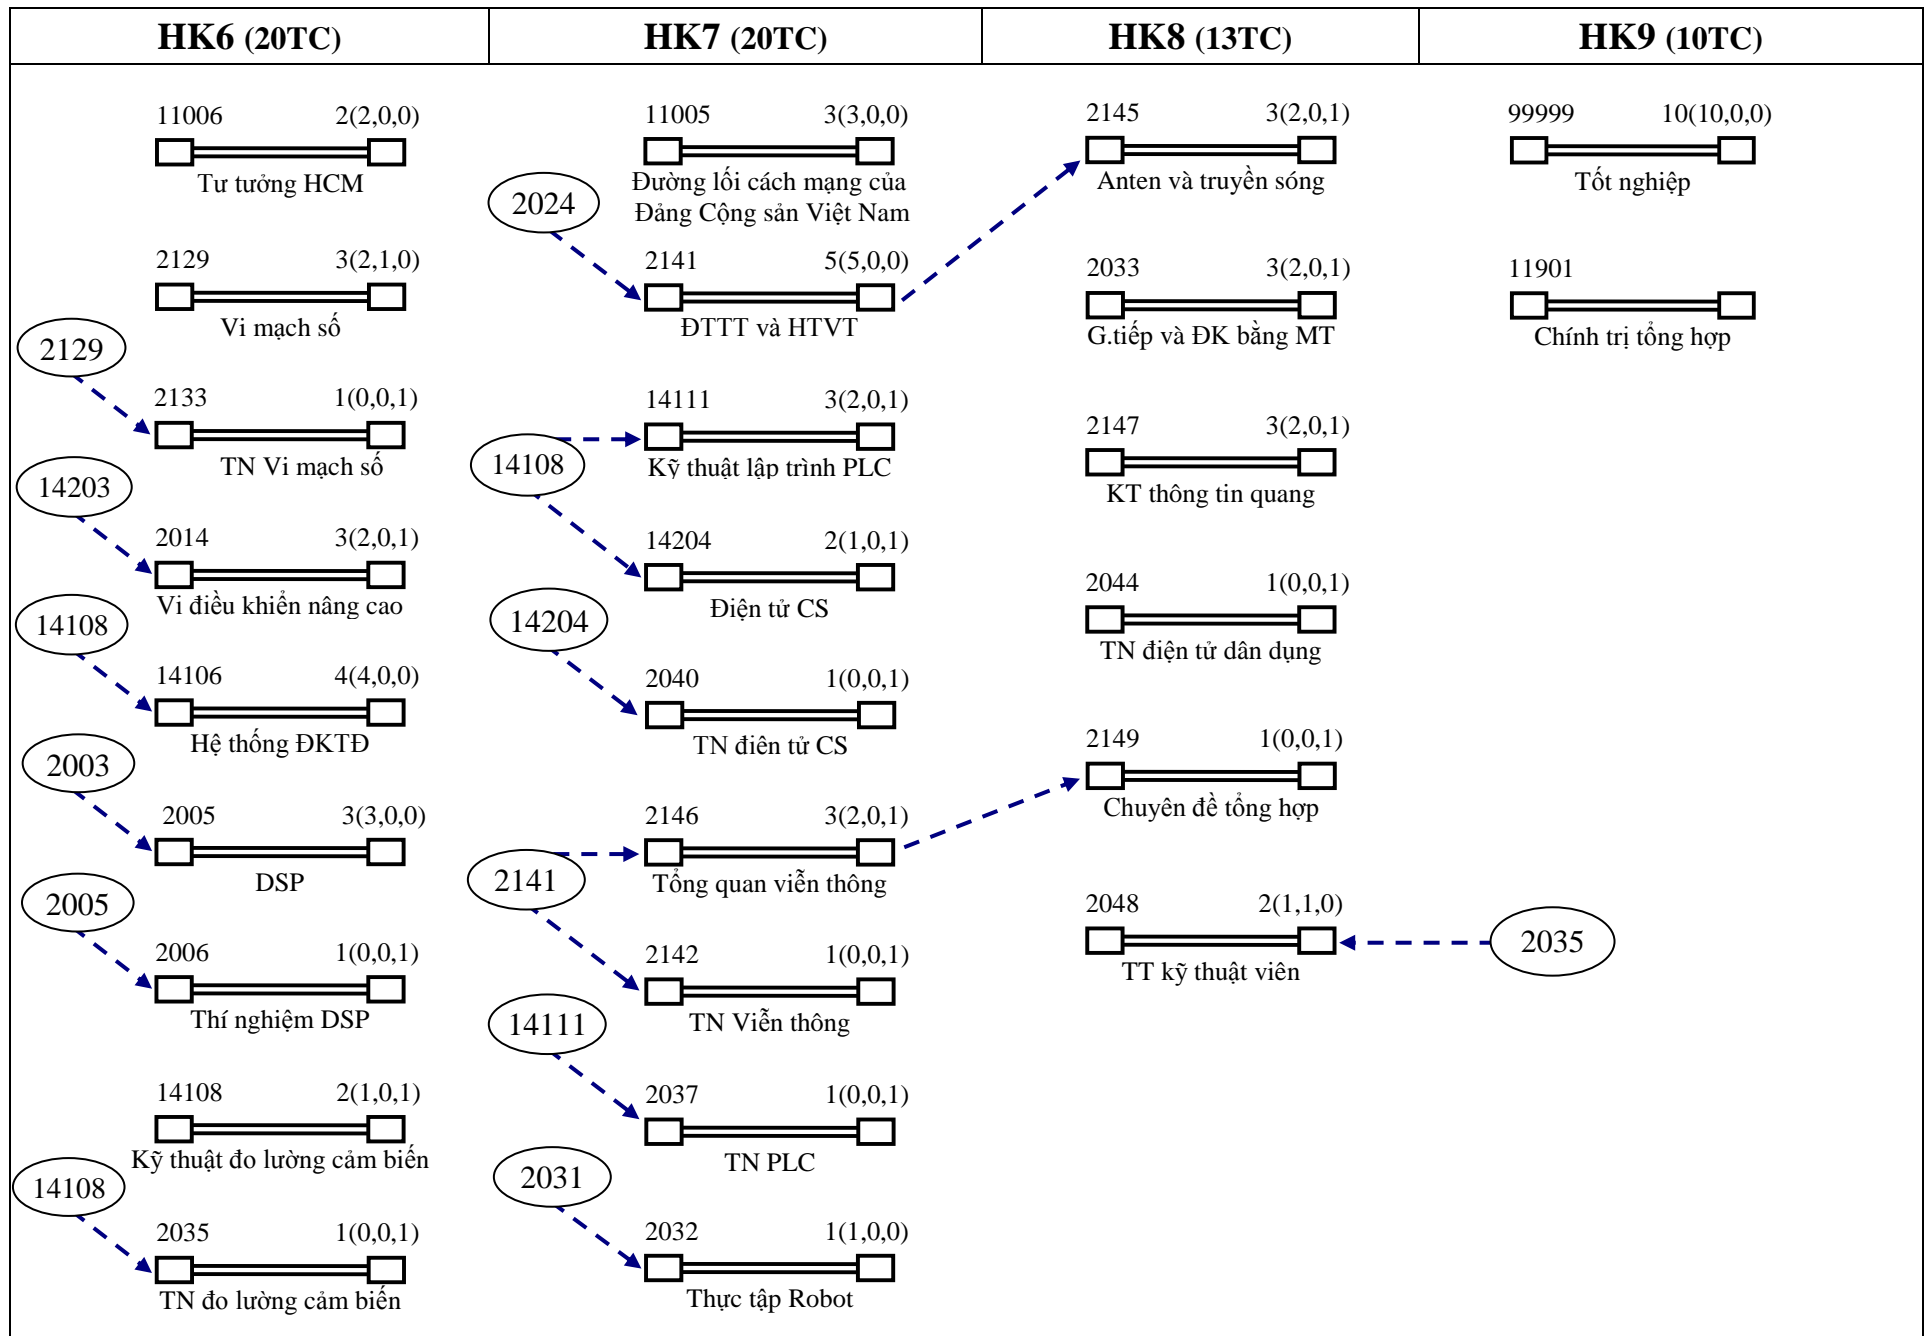 HK6 (20TC)
HK7 (20TC)
HK8 (13TC)
HK9 (10TC)
11006 2(2,0,0)
Tư tưởng HCM
2129 3(2,1,0)
Vi mạch số
2129
2133 1(0,0,1)
TN Vi mạch số
14203
2014 3(2,0,1)
Vi điều khiển nâng cao
14108
14106 4(4,0,0)
Hệ thống ĐKTĐ
2003
2005 3(3,0,0)
DSP
2005
2006 1(0,0,1)
Thí nghiệm DSP
14108 2(1,0,1)
Kỹ thuật đo lường cảm biến
14108
2035 1(0,0,1)
TN đo lường cảm biến
11005 3(3,0,0)
Đường lối cách mạng của
Đảng Cộng sản Việt Nam
2024
2141 5(5,0,0)
ĐTTT và HTVT
14111 3(2,0,1)
Kỹ thuật lập trình PLC
14108
14204 2(1,0,1)
Điện tử CS
14204
2040 1(0,0,1)
TN điên tử CS
2146 3(2,0,1)
Tổng quan viễn thông
2141
2142 1(0,0,1)
TN Viễn thông
14111
2037 1(0,0,1)
TN PLC
2031
2032 1(1,0,0)
Thực tập Robot
2145 3(2,0,1)
Anten và truyền sóng
2033 3(2,0,1)
G.tiếp và ĐK bằng MT
2147 3(2,0,1)
KT thông tin quang
2044 1(0,0,1)
TN điện tử dân dụng
2149 1(0,0,1)
Chuyên đề tổng hợp
2048 2(1,1,0)
TT kỹ thuật viên
2035
99999 10(10,0,0)
Tốt nghiệp
11901
Chính trị tổng hợp